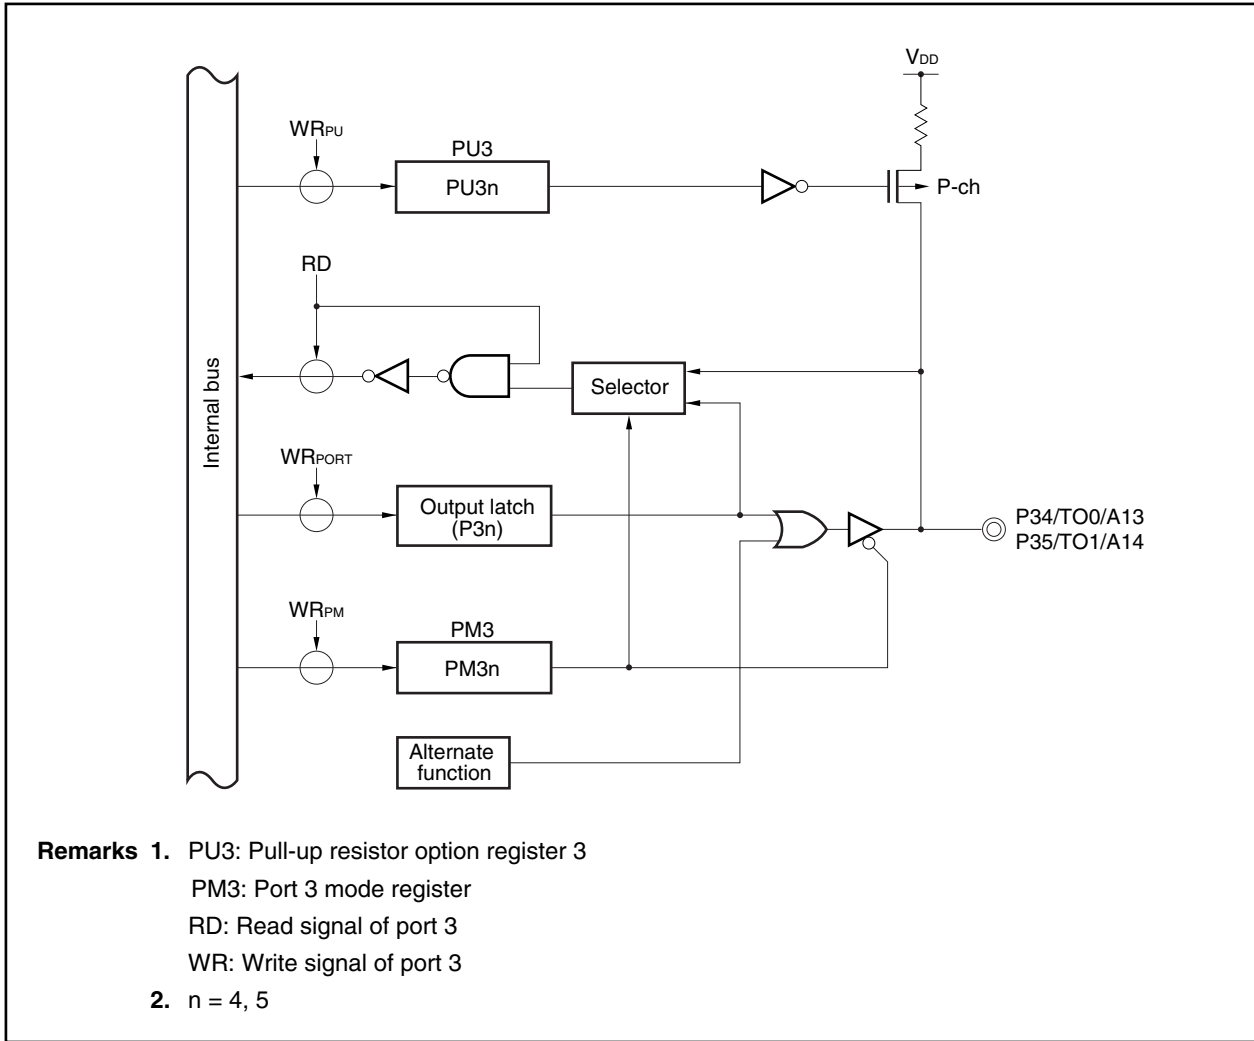 VDD
WRPU
PU3
PU3n
P-ch
RD
Internal bus
Selector
WRPORT
Output latch
(P3n)
P34/TO0/A13
P35/TO1/A14
WRPM
PM3
PM3n
Alternate
function
Remarks 1. PU3: Pull-up resistor option register 3
PM3: Port 3 mode register
RD: Read signal of port 3
WR: Write signal of port 3
2. n = 4, 5